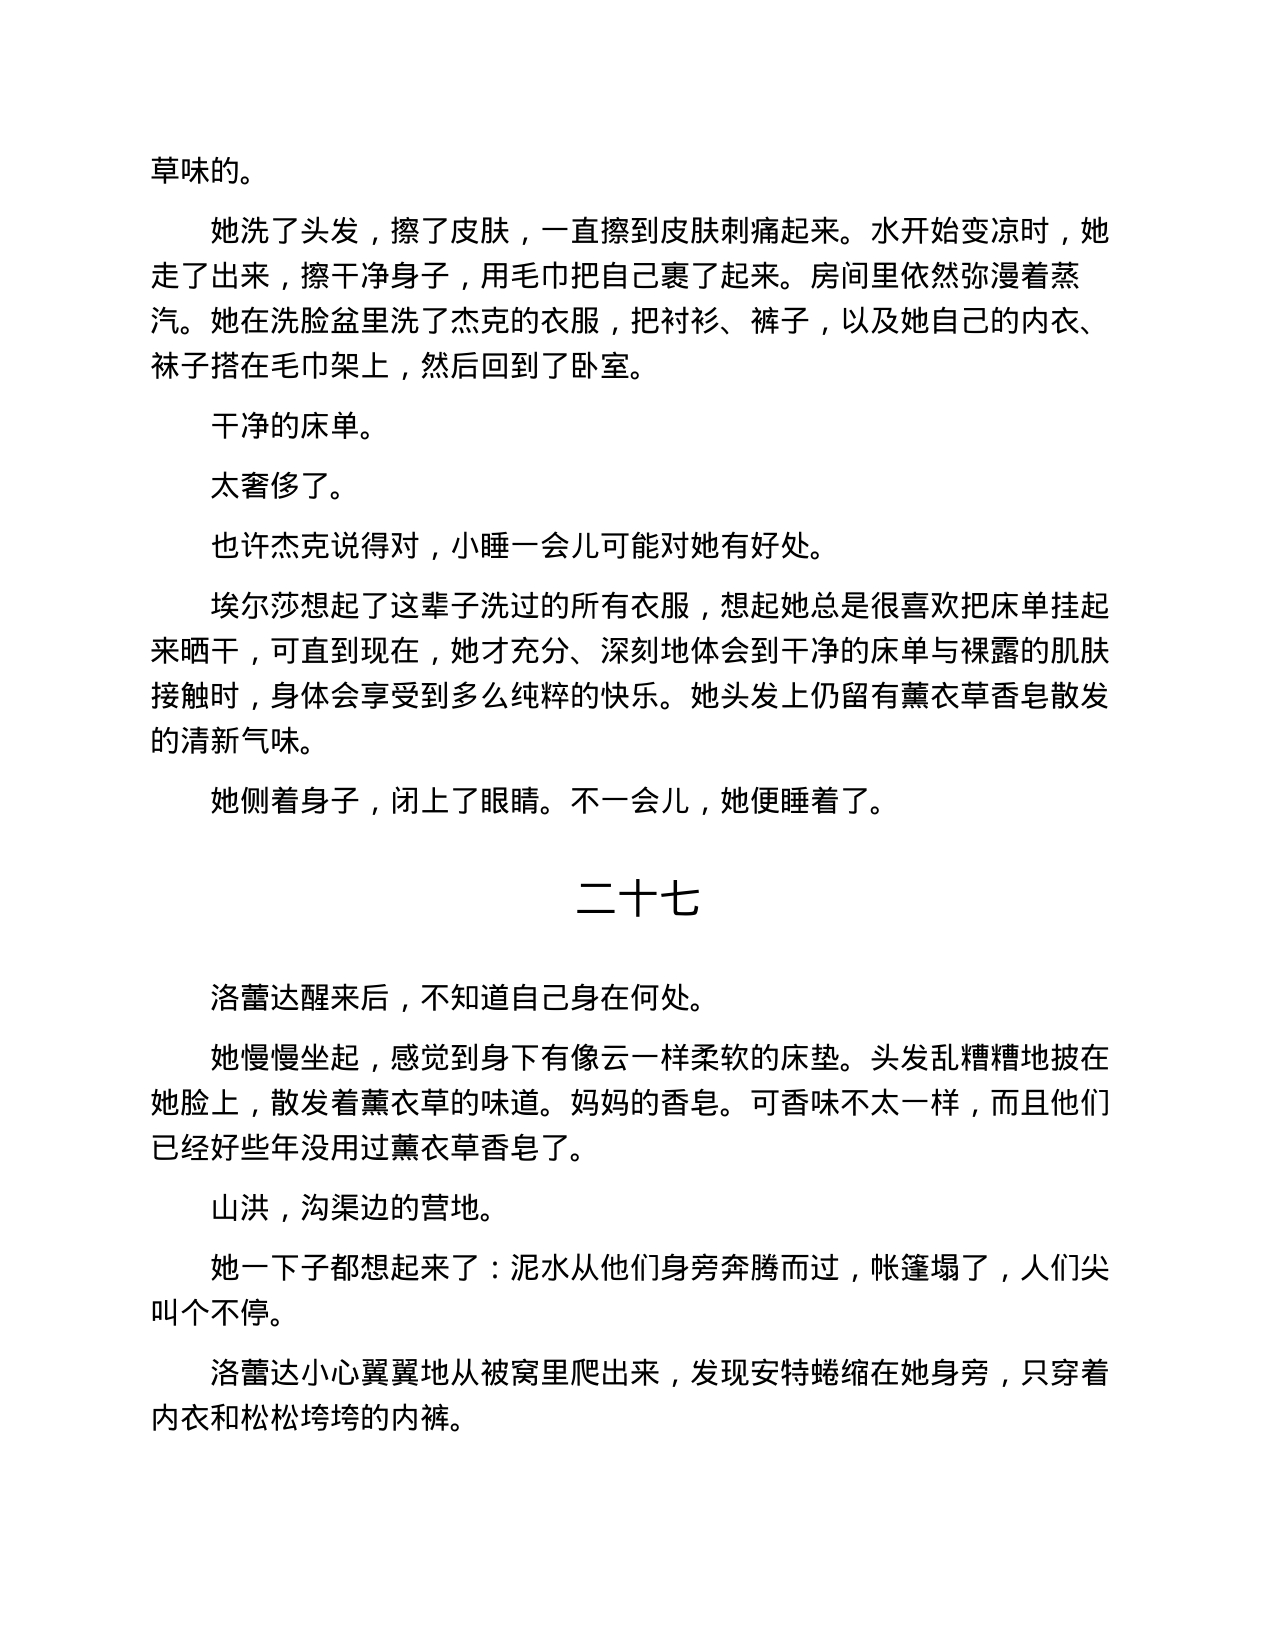 草味的。
她洗了头发，擦了皮肤，一直擦到皮肤刺痛起来。水开始变凉时，她
走了出来，擦干净身子，用毛巾把自己裹了起来。房间里依然弥漫着蒸
汽。她在洗脸盆里洗了杰克的衣服，把衬衫、裤子，以及她自己的内衣、
袜子搭在毛巾架上，然后回到了卧室。
干净的床单。
太奢侈了。
也许杰克说得对，小睡一会儿可能对她有好处。
埃尔莎想起了这辈子洗过的所有衣服，想起她总是很喜欢把床单挂起
来晒干，可直到现在，她才充分、深刻地体会到干净的床单与裸露的肌肤
接触时，身体会享受到多么纯粹的快乐。她头发上仍留有薰衣草香皂散发
的清新气味。
她侧着身子，闭上了眼睛。不一会儿，她便睡着了。
二十七
洛蕾达醒来后，不知道自己身在何处。
她慢慢坐起，感觉到身下有像云一样柔软的床垫。头发乱糟糟地披在
她脸上，散发着薰衣草的味道。妈妈的香皂。可香味不太一样，而且他们
已经好些年没用过薰衣草香皂了。
山洪，沟渠边的营地。
她一下子都想起来了：泥水从他们身旁奔腾而过，帐篷塌了，人们尖
叫个不停。
洛蕾达小心翼翼地从被窝里爬出来，发现安特蜷缩在她身旁，只穿着
内衣和松松垮垮的内裤。